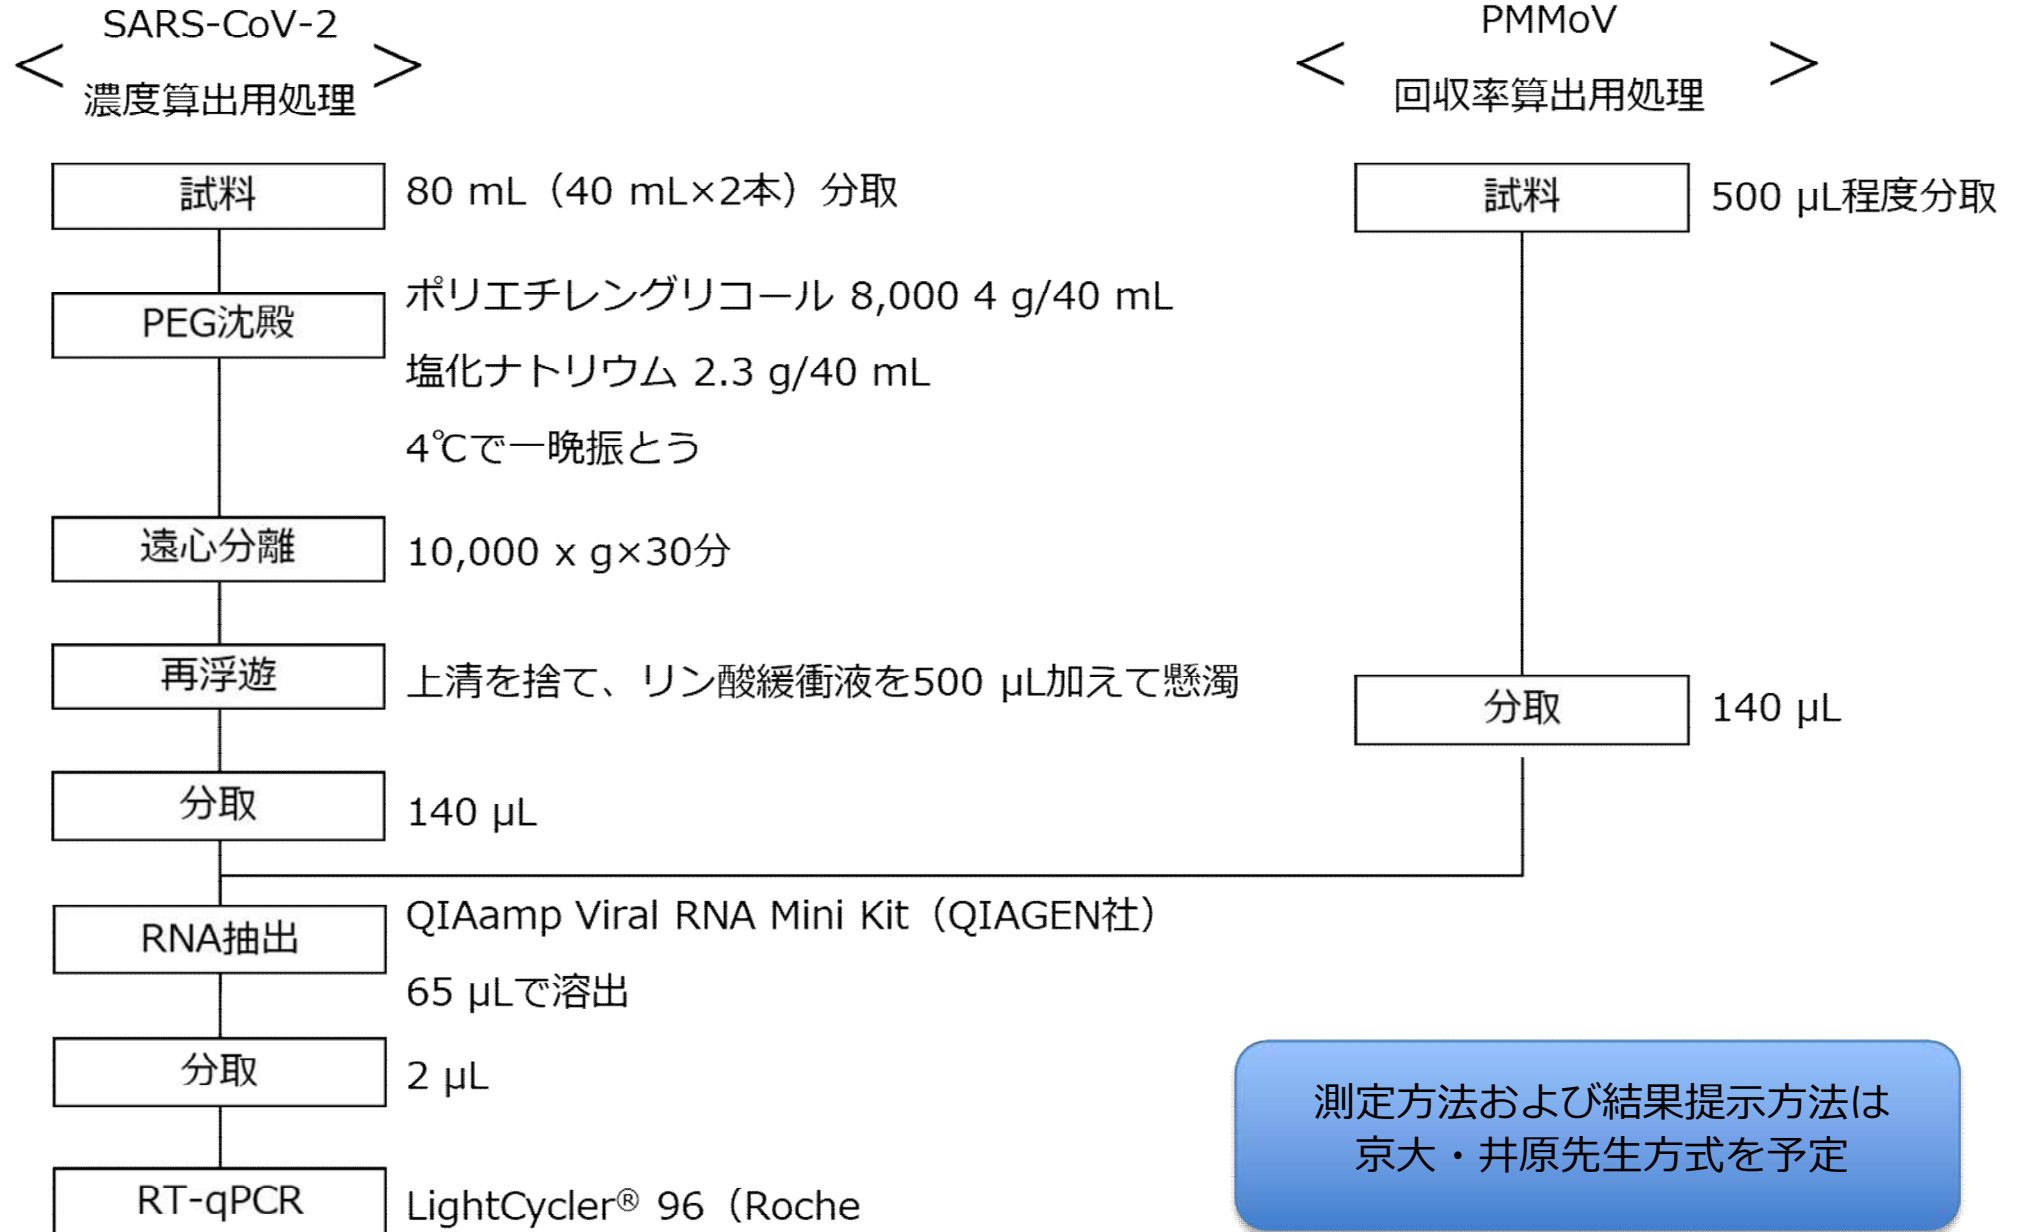 SARS-CoV-2
濃度算出用処理
試料
80 mL（40 mL×2本）分取
PEG沈殿
ポリエチレングリコール 8,000 4 g/40 mL
塩化ナトリウム 2.3 g/40 mL
4℃で一晩振とう
遠心分離
10,000 x g×30分
再浮遊
上清を捨て、リン酸緩衝液を500 μL加えて懸濁
分取
140 μL
PMMoV
回収率算出用処理
試料
500 μL程度分取
分取
140 μL
RNA抽出
QIAamp Viral RNA Mini Kit（QIAGEN社）
65 μLで溶出
分取
2 μL
RT-qPCR
LightCycler® 96（Roche
測定方法および結果提示方法は
京大・井原先生方式を予定